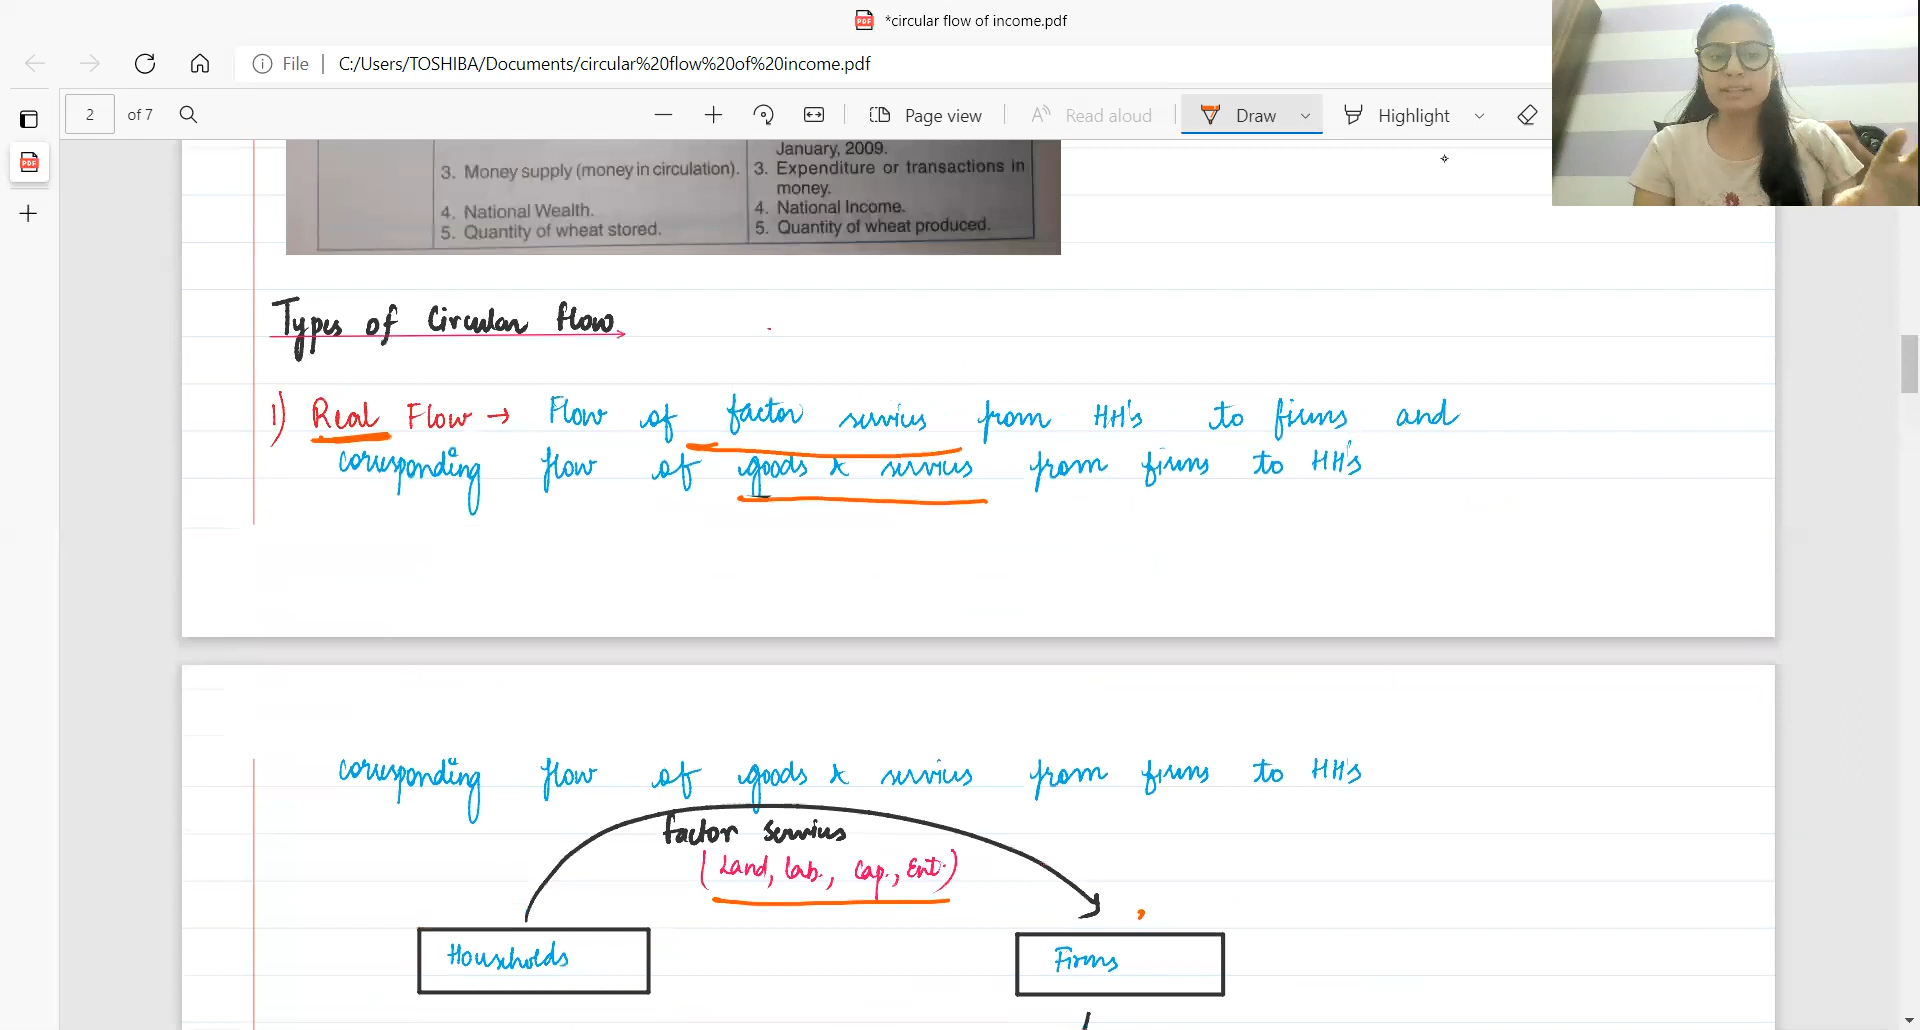 *circular flow of income.pdf
File | C:/Users/TOSHIBA/Documents/circular%20flow%20of%20income.pdf
2 of 7 Page view Read aloud Draw Highlight
January, 2009.
3. Money supply (money in circulation). 3. Expenditure or transactions in
money.
4. National Wealth. 4. National Income.
5. Quantity of wheat stored. 5. Quantity of wheat produced.
Types of Circular flow
1) Real Flow → Flow of factor services from HH's to firms and
corresponding flow of goods & services from firms to HH's
corresponding flow of goods & services from firms to HH's
factor services
(Land, Lab., Cap., Ent.)
Households Firms